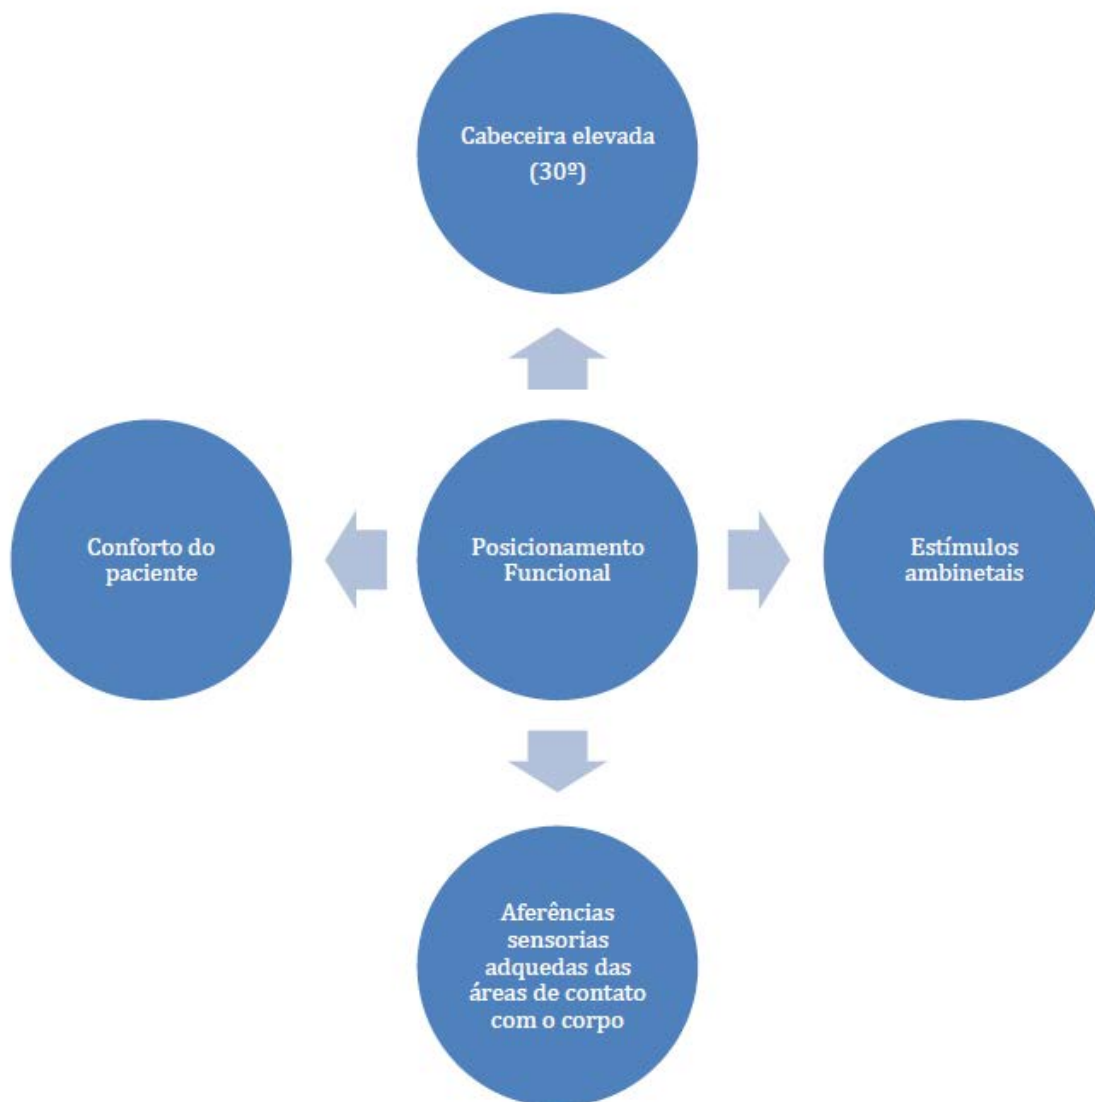 Cabeceira elevada
(30º)
Conforto do
paciente
Posicionamento
Funcional
Estímulos
ambinetais
Aferências
sensorias
adquedas das
áreas de contato
com o corpo